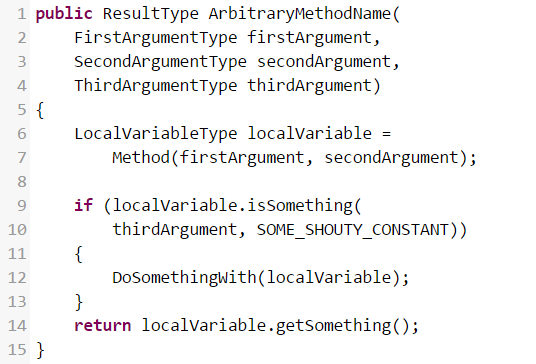 1 public ResultType ArbitraryMethodName(
2     FirstArgumentType firstArgument,
3     SecondArgumentType secondArgument,
4     ThirdArgumentType thirdArgument)
5 {
6     LocalVariableType localVariable =
7         Method(firstArgument, secondArgument);
8
9     if (localVariable.isSomething(
10         thirdArgument, SOME_SHOUTY_CONSTANT))
11     {
12         DoSomethingWith(localVariable);
13     }
14     return localVariable.getSomething();
15 }